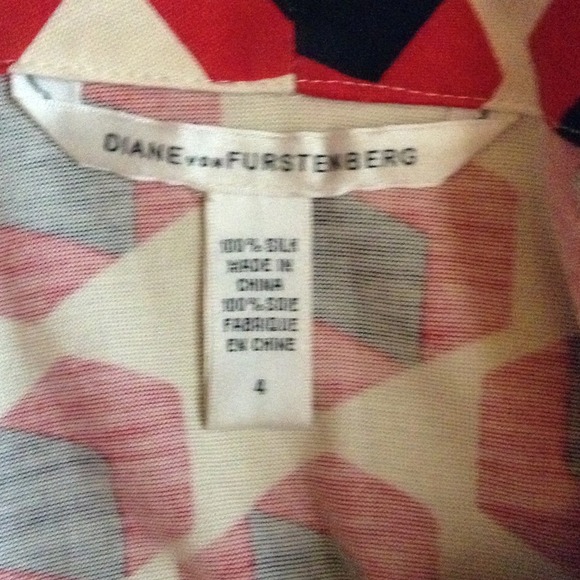 DIANE VON FURSTENBERG
100% SILK
MADE IN
CHINA
100% SOIE
FABRIQUE
EN CHINE
4